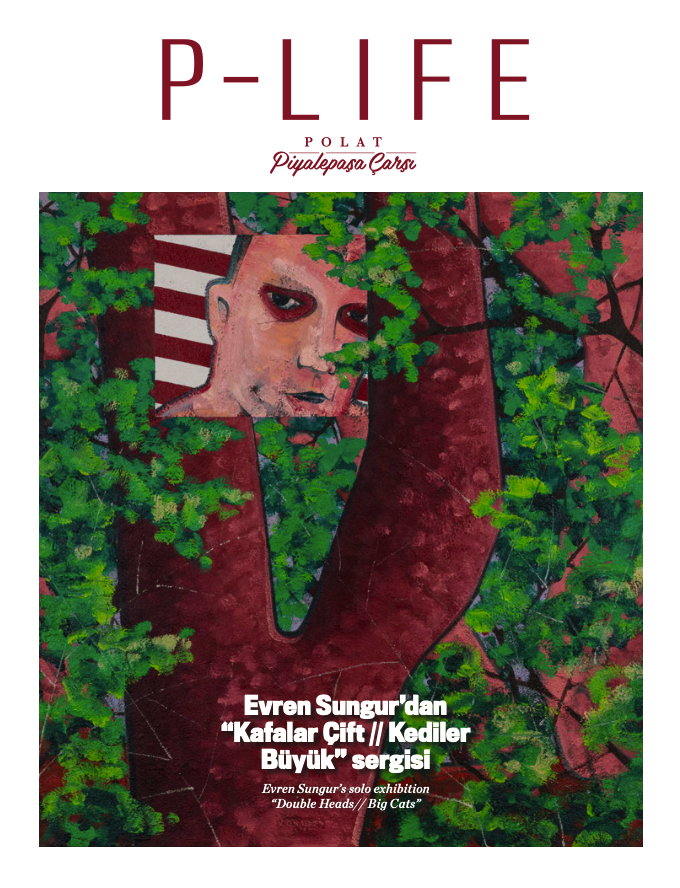 P-LIFE
POLAT
Piyalepaşa Çarşı
Evren Sungur’dan
“Kafalar Çift // Kediler
Büyük” sergisi
Evren Sungur’s solo exhibition
“Double Heads// Big Cats”